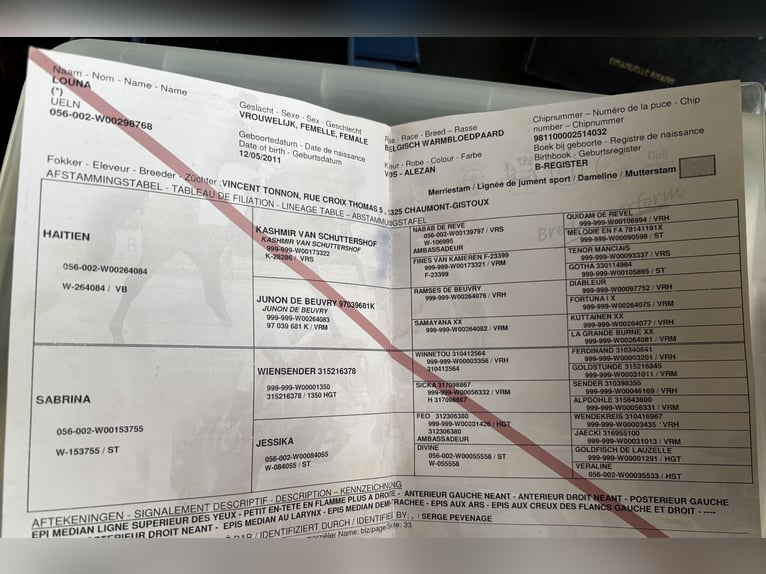 Naam - Nom - Name - Name
LOUNA
(*)
UELN
056-002-W00298768
Geslacht - Sexe - Sex - Geschlecht
VROUWELIJK, FEMELLE, FEMALE
Geboortedatum - Date de naissance
Date of birth - Geburtsdatum
12/05/2011
Ras - Race - Breed - Rasse
BELGISCH WARMBLOEDPAARD
Kleur - Robe - Colour - Farbe
VOS - ALEZAN
Chipnummer – Numéro de la puce - Chip
number – Chipnummer
981100002514032
Boek bij geboorte - Registre de naissance
Birthbook - Geburtsregister
B-REGISTER
Merriestam / Lignée de jument sport / Dameline / Mutterstam
Fokker - Eleveur - Breeder - Züchter :VINCENT TONNON, RUE CROIX THOMAS 5 , 1325 CHAUMONT-GISTOUX
AFSTAMMINGSTABEL - TABLEAU DE FILIATION - LINEAGE TABLE – ABSTAMMUNGSTAFEL
HAITIEN
056-002-W00264084
W-264084 / VB
SABRINA
056-002-W00153755
W-153755 / ST
KASHMIR VAN SCHUTTERSHOF
KASHMIR VAN SCHUTTERSHOF
999-999-W00173322
K-26286 / VRS
JUNON DE BEUVRY 97039681K
JUNON DE BEUVRY
999-999-W00264083
97 039 681 K / VRM
WIENSENDER 315216378
999-999-W0001350
315216378 / 1350 HGT
JESSIKA
056-002-W00084055
W-084055 / ST
NABAB DE REVE
056-002-W00139797 / VRS
W-106995
AMBASSADEUR
FINES VAN KAMEREN F-23399
999-999-W00173321 / VRM
F-23399
RAMSES DE BEUVRY
999-999-W00264076 / VRH
SAMAYANA XX
999-999-W00264082 / VRM
WINNETOU 310412564
999-999-W00003356 / VRH
310412564
SICKA 317098867
999-999-W00056332 / VRM
H 317098867
FEO 312306380
999-999-W00001426 / HGT
312306380
AMBASSADEUR
DIVINE
056-002-W00055558 / ST
W-055558
QUIDAM DE REVEL
999-999-W00106994 / VRH
MELODIE EN FA 78141191X
056-002-W00090598 / ST
TENOR MANCIAIS
999-999-W00093337 / VRS
GOTHA 330114984
056-002-W00105895 / ST
DIABLEUR
999-999-W00097752 / VRH
FORTUNA I X
999-999-W00264075 / VRM
KUTTAINEN XX
999-999-W00264077 / VRH
LA GRANDE BURNE XX
999-999-W00264081 / VRM
FERDINAND 310340641
999-999-W00003201 / VRH
GOLDSTUNDE 315216845
999-999-W00031011 / VRM
SENDER 310398355
999-999-W00046169 / VRH
ALPDOHLE 315843600
999-999-W00056331 / VRM
WENDEKREIS 310416967
999-999-W00003435 / VRH
JAECKI 316955100
999-999-W00031013 / VRM
GOLDFISCH DE LAUZELLE
999-999-W00001291 / HGT
VERALINE
056-002-W00035533 / HST
AFTEKENINGEN - SIGNALEMENT DESCRIPTIF - DESCRIPTION – KENNZEICHNUNG
EPI MEDIAN LIGNE SUPERIEUR DES YEUX - PETIT EN-TETE EN FLAMME PLUS A DROITE - ANTERIEUR GAUCHE NEANT - ANTERIEUR DROIT NEANT - POSTERIEUR GAUCHE
DROIT NEANT - EPIS MEDIAN AU LARYNX - EPIS MEDIAN - EPIS AUX ARS - EPIS AUX CREUX DES FLANCS GAUCHE ET DROIT - ----
PAR / IDENTIFIZIERT DURCH / IDENTIFIED BY: , / SERGE PEVENAGE